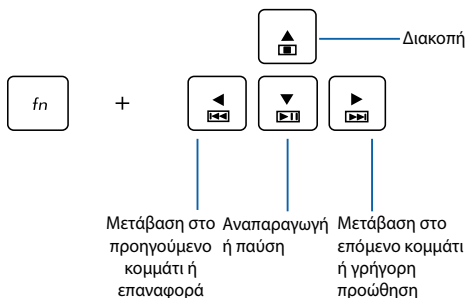 Διακοπή
fn
+
Μετάβαση στο
προηγούμενο
κομμάτι ή
επαναφορά
Αναπαραγωγή
ή παύση
Μετάβαση στο
επόμενο κομμάτι
ή γρήγορη
προώθηση